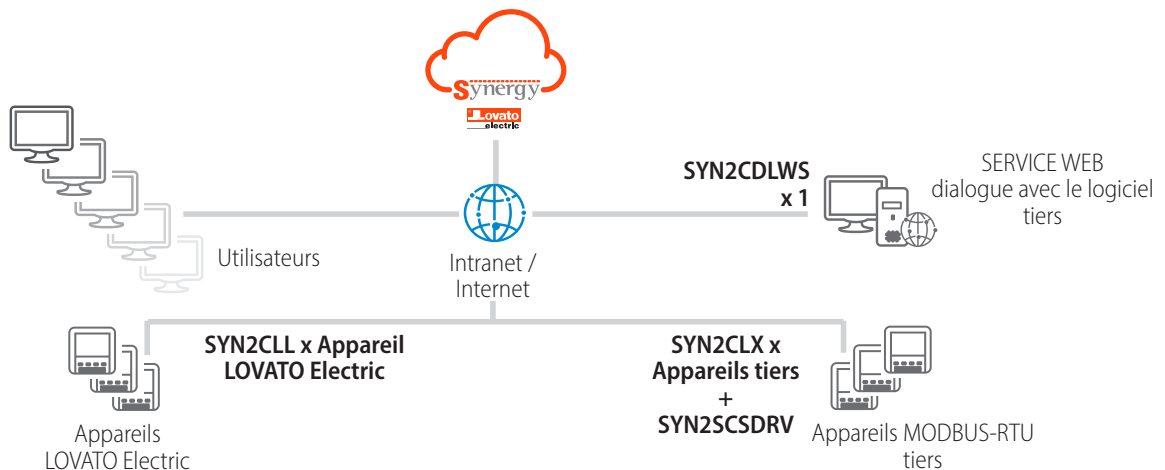 Synergy
Lovato
electric
SYN2CDLWS
x 1
SERVICE WEB
dialogue avec le logiciel
tiers
Utilisateurs
Intranet /
Internet
SYN2CLL x Appareil
LOVATO Electric
SYN2CLX x
Appareils tiers
+
SYN2SCSDRV
Appareils
LOVATO Electric
Appareils MODBUS-RTU
tiers